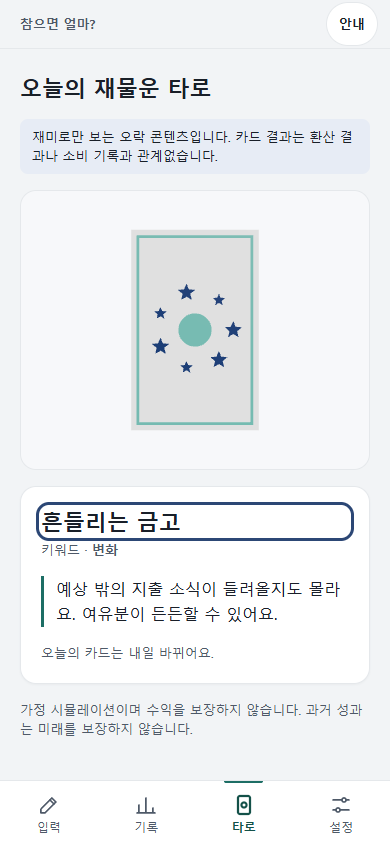 참으면 얼마?
안내
오늘의 재물운 타로
재미로만 보는 오락 콘텐츠입니다. 카드 결과는 환산 결
과나 소비 기록과 관계없습니다.
흔들리는 금고
키워드 · 변화
예상 밖의 지출 소식이 들려올지도 몰라
요. 여유분이 든든할 수 있어요.
오늘의 카드는 내일 바뀌어요.
가정 시뮬레이션이며 수익을 보장하지 않습니다. 과거 성과
는 미래를 보장하지 않습니다.
입력
기록
타로
설정